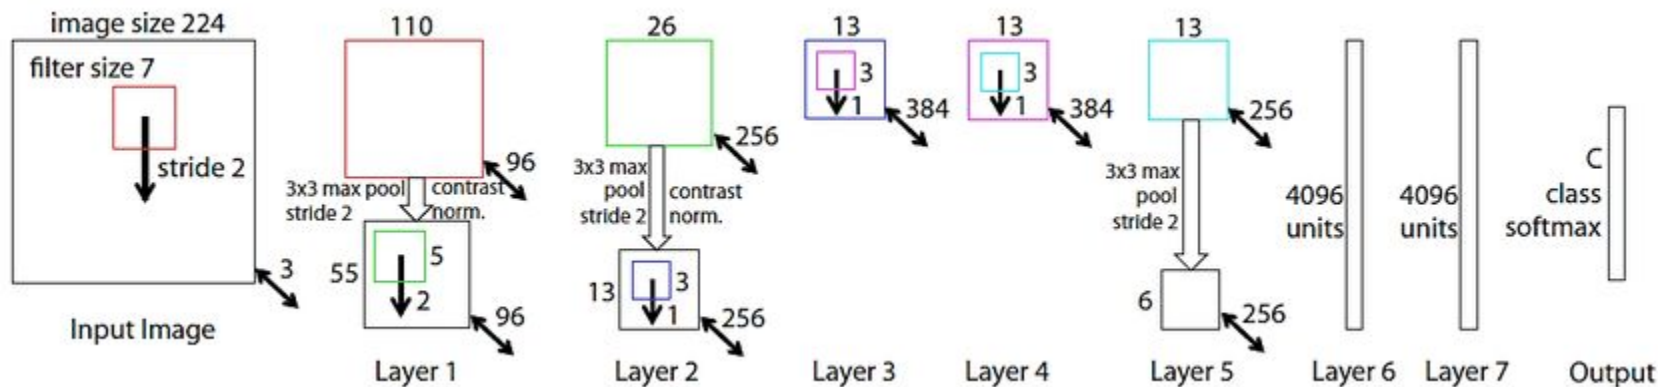 image size 224
filter size 7
stride 2
3
Input Image
110
96
3x3 max pool
stride 2
contrast
norm.
55
5
2
96
Layer 1
26
256
3x3 max
pool
stride 2
contrast
norm.
13
3
1
256
Layer 2
13
3
1
384
Layer 3
13
3
1
384
Layer 4
13
256
3x3 max
pool
stride 2
6
256
Layer 5
4096
units
Layer 6
4096
units
Layer 7
C
class
softmax
Output